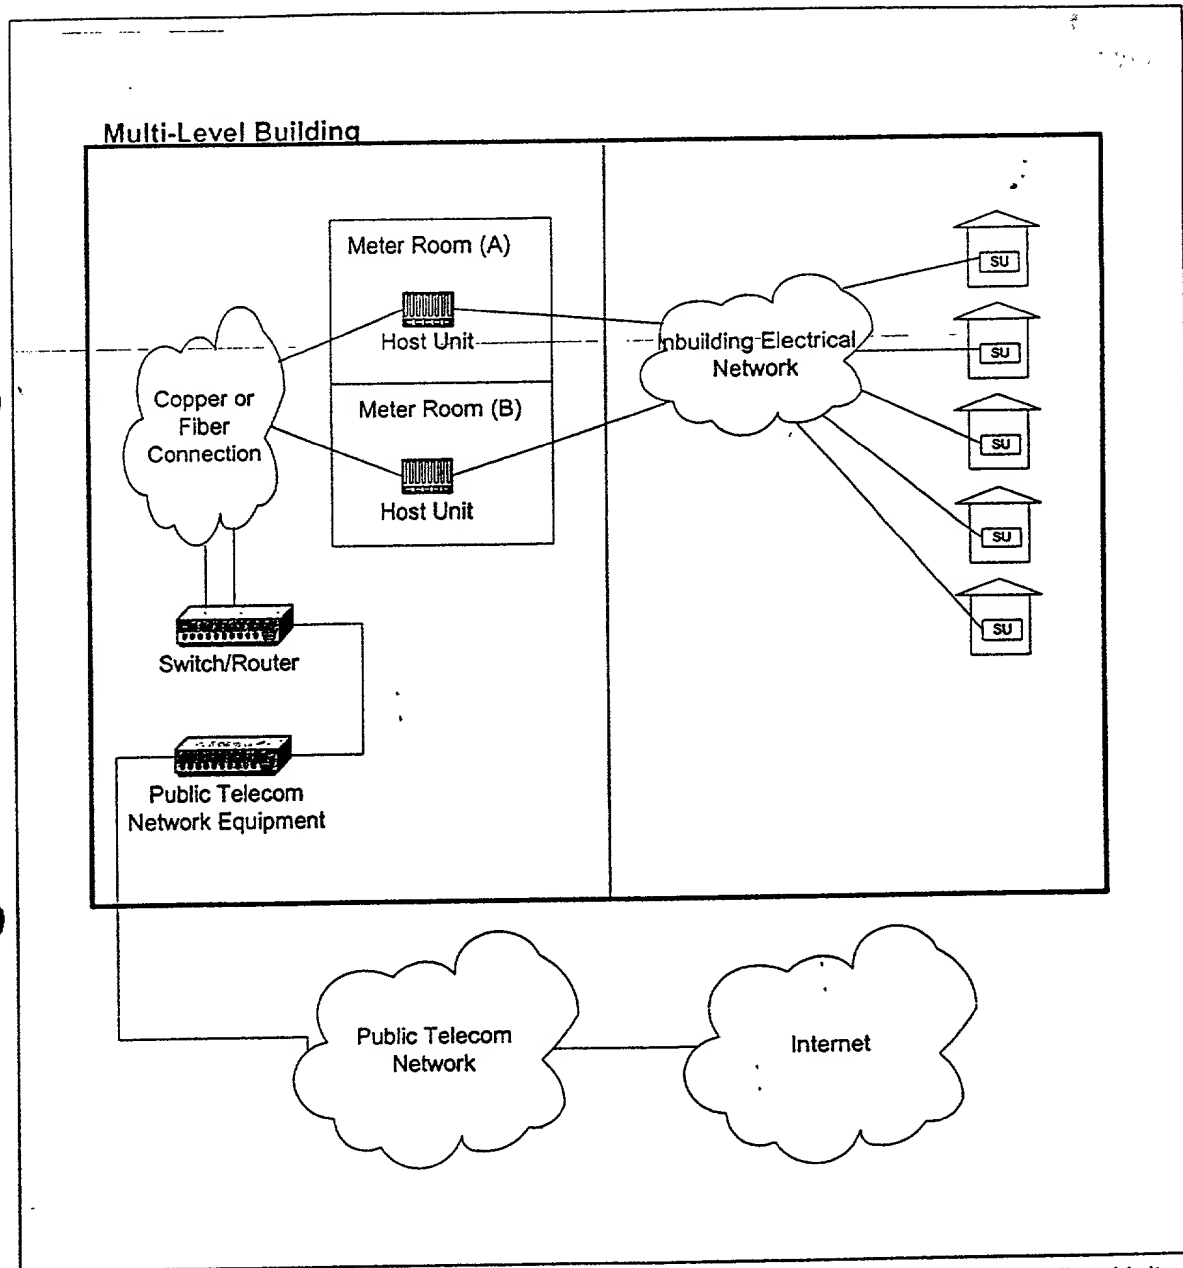 Multi-Level Building
Meter Room (A)
Host Unit
Meter Room (B)
Host Unit
Copper or
Fiber
Connection
Inbuilding Electrical
Network
SU
SU
SU
SU
SU
Switch/Router
Public Telecom
Network Equipment
Public Telecom
Network
Internet